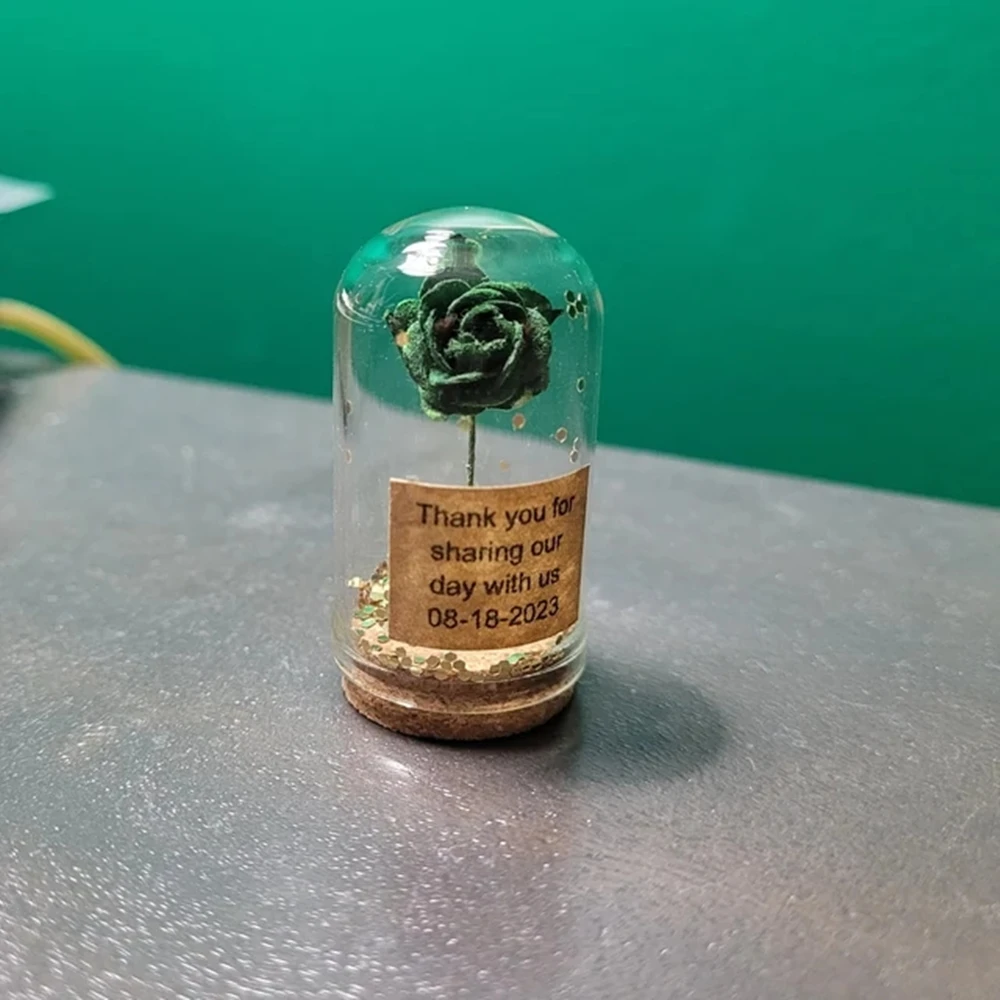 Thank you for
sharing our
day with us
08-18-2023